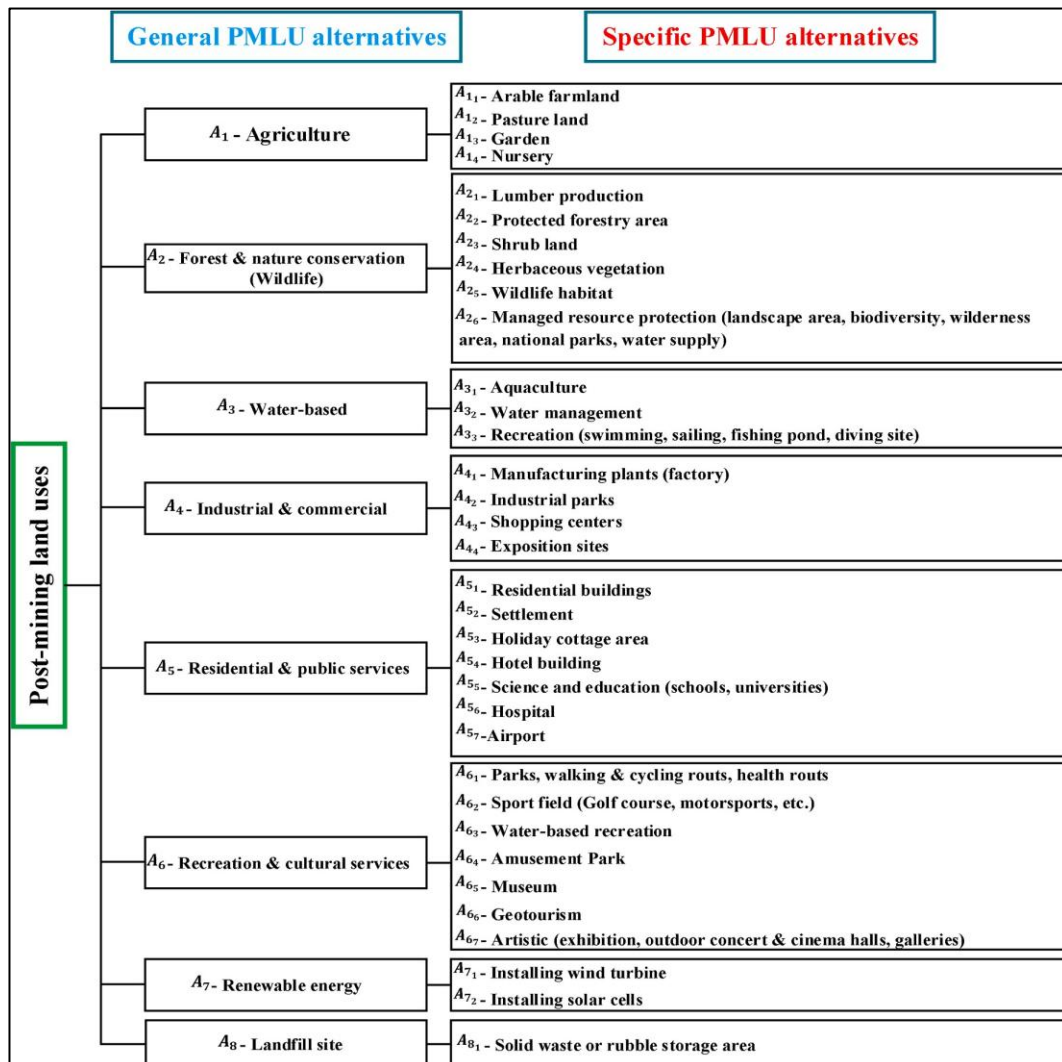 General PMLU alternatives
Specific PMLU alternatives
Post-mining land uses
A₁ - Agriculture
A₁₁- Arable farmland
A₁₂- Pasture land
A₁₃- Garden
A₁₄- Nursery
A₂ - Forest & nature conservation
(Wildlife)
A₂₁- Lumber production
A₂₂- Protected forestry area
A₂₃- Shrub land
A₂₄- Herbaceous vegetation
A₂₅- Wildlife habitat
A₂₆- Managed resource protection (landscape area, biodiversity, wilderness
area, national parks, water supply)
A₃ - Water-based
A₃₁- Aquaculture
A₃₂- Water management
A₃₃- Recreation (swimming, sailing, fishing pond, diving site)
A₄ - Industrial & commercial
A₄₁- Manufacturing plants (factory)
A₄₂- Industrial parks
A₄₃- Shopping centers
A₄₄- Exposition sites
A₅- Residential & public services
A₅₁- Residential buildings
A₅₂- Settlement
A₅₃- Holiday cottage area
A₅₄- Hotel building
A₅₅- Science and education (schools, universities)
A₅₆- Hospital
A₅₇-Airport
A₆- Recreation & cultural services
A₆₁- Parks, walking & cycling routs, health routs
A₆₂- Sport field (Golf course, motorsports, etc.)
A₆₃- Water-based recreation
A₆₄- Amusement Park
A₆₅- Museum
A₆₆- Geotourism
A₆₇- Artistic (exhibition, outdoor concert & cinema halls, galleries)
A₇- Renewable energy
A₇₁- Installing wind turbine
A₇₂- Installing solar cells
A₈- Landfill site
A₈₁- Solid waste or rubble storage area